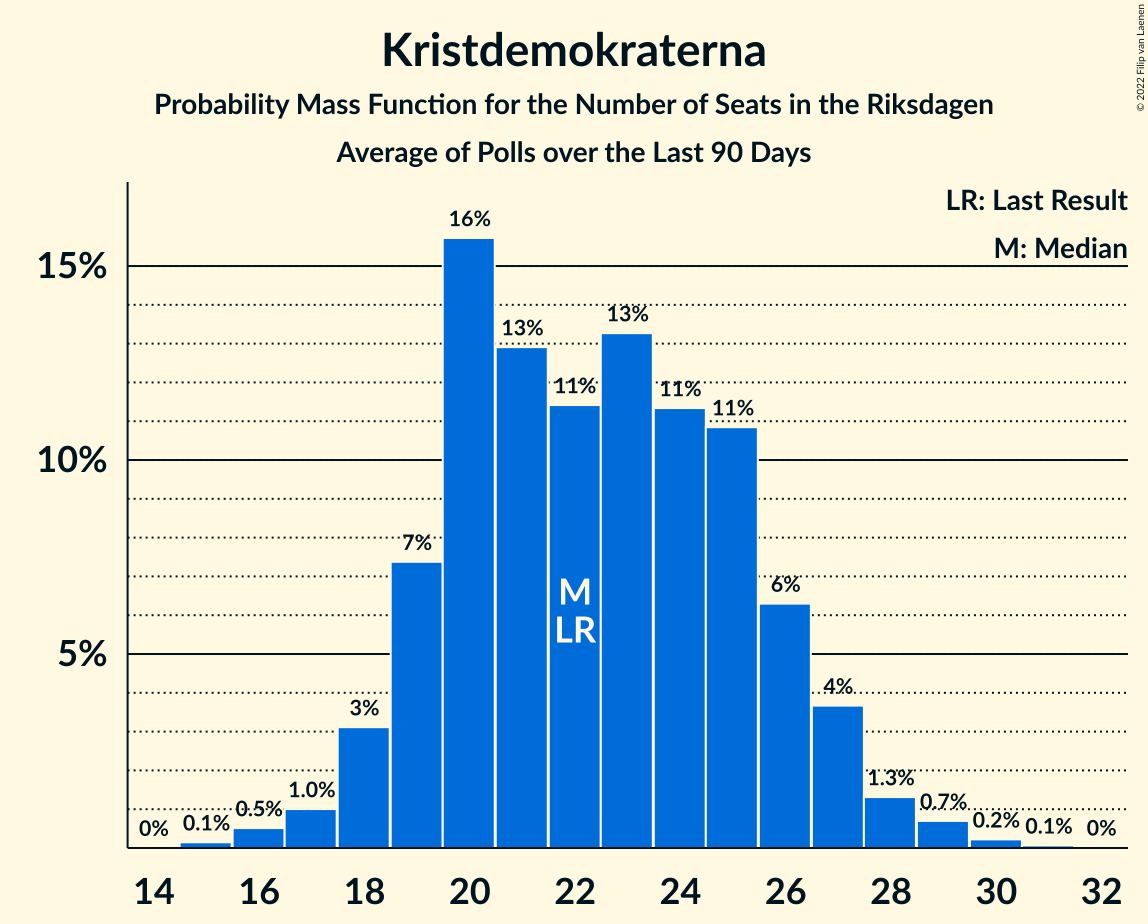 Kristdemokraterna
Probability Mass Function for the Number of Seats in the Riksdagen
Average of Polls over the Last 90 Days
© 2022 Filip van Laenen
LR: Last Result
M: Median
15%
10%
5%
0%
0.1%
0.5%
1.0%
3%
7%
16%
13%
11%
13%
11%
11%
6%
4%
1.3%
0.7%
0.2%
0.1%
0%
M
LR
14 16 18 20 22 24 26 28 30 32